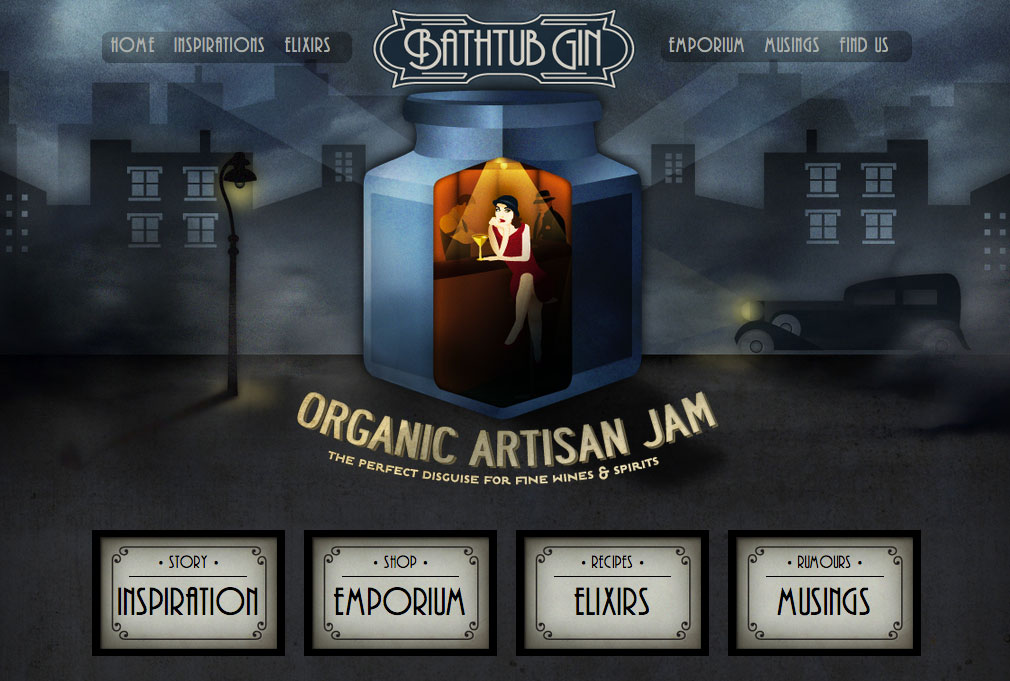 HOME INSPIRATIONS ELIXIRS
BATHTUB GIN
EMPORIUM MUSINGS FIND US
ORGANIC ARTISAN JAM
THE PERFECT DISGUISE FOR FINE WINES & SPIRITS
• STORY •
INSPIRATION
• SHOP •
EMPORIUM
• RECIPES •
ELIXIRS
• RUMOURS •
MUSINGS